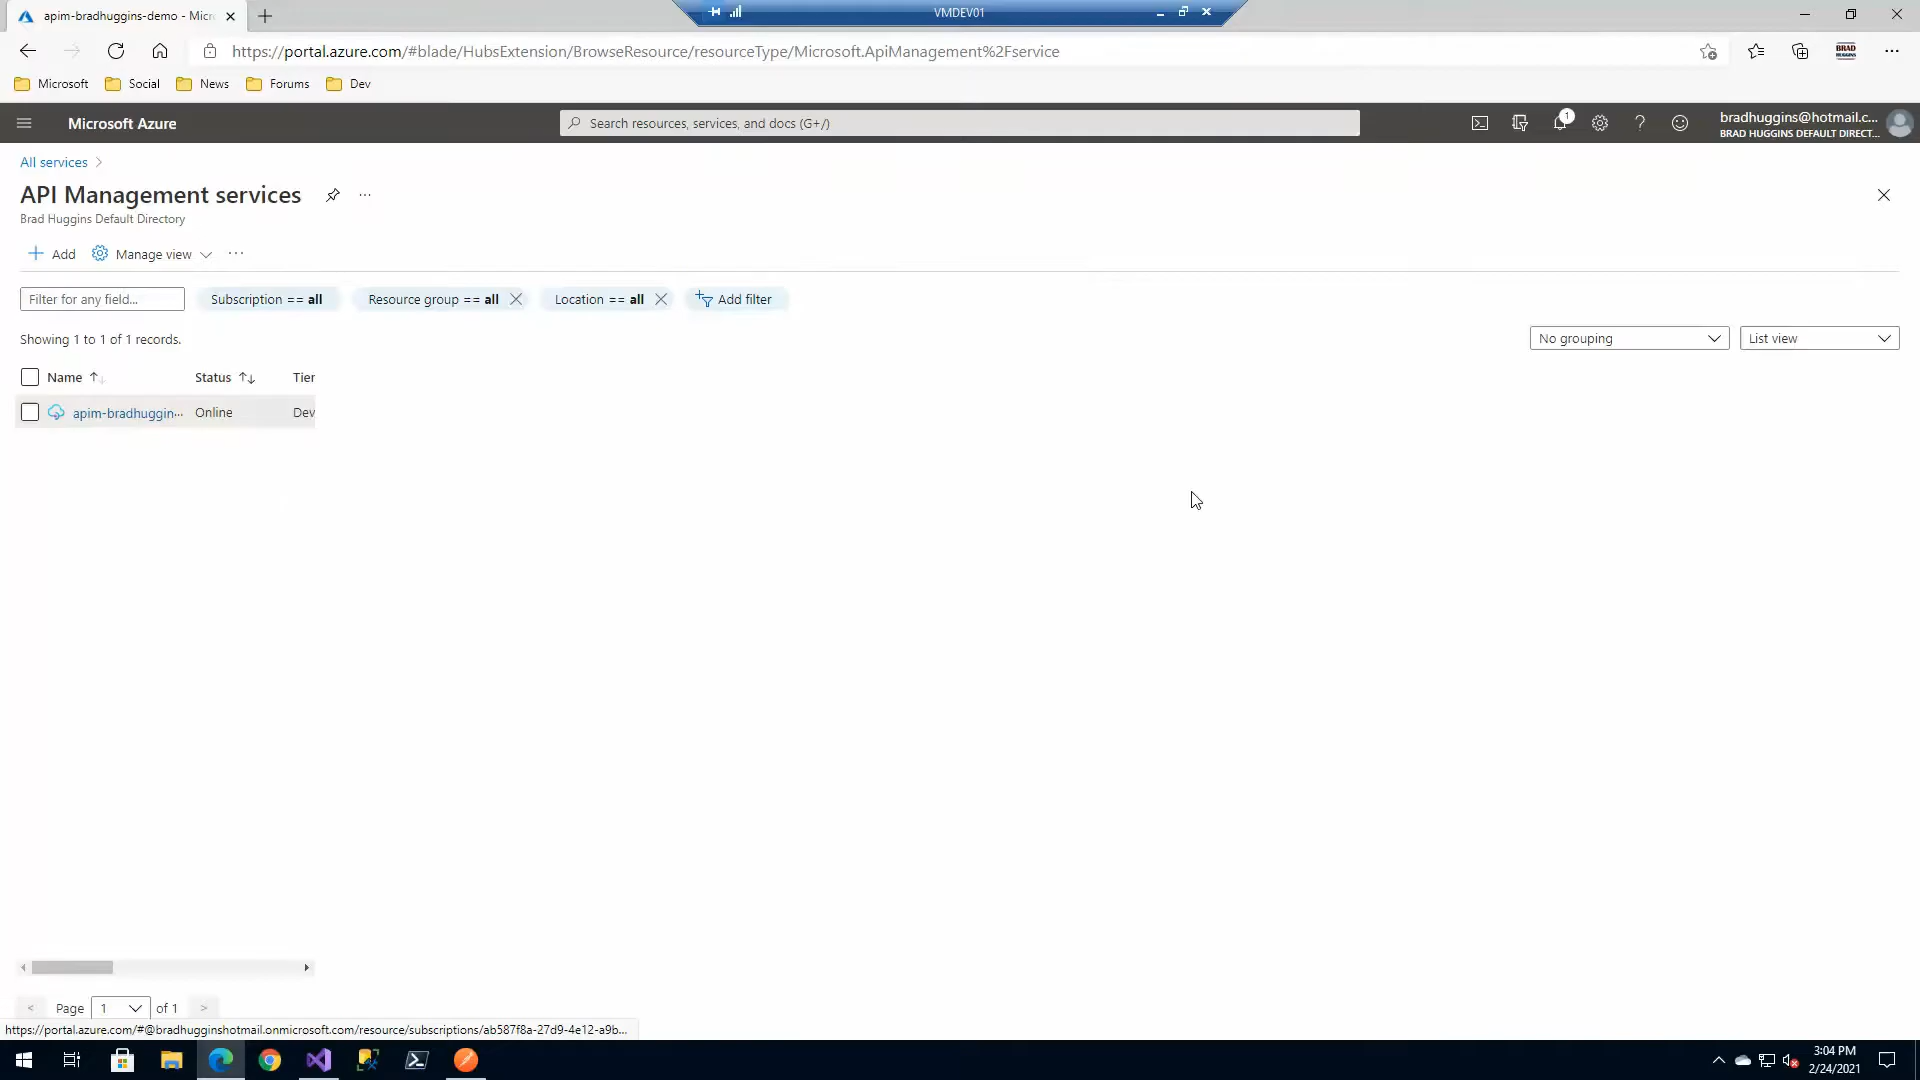 VMDEV01
apim-bradhuggins-demo - Micr
https://portal.azure.com/#blade/HubsExtension/BrowseResource/resourceType/Microsoft.ApiManagement%2Fservice
BRAD
HUGGINS
Microsoft
Social
News
Forums
Dev
Microsoft Azure
Search resources, services, and docs (G+/)
1
bradhuggins@hotmail.c...
BRAD HUGGINS DEFAULT DIRECT...
All services
API Management services
Brad Huggins Default Directory
Add
Manage view
Filter for any field...
Subscription == all
Resource group == all
Location == all
Add filter
Showing 1 to 1 of 1 records.
No grouping
List view
Name
Status
Tier
apim-bradhuggin...
Online
Dev
< Page 1 of 1 >
https://portal.azure.com/#@bradhugginshotmail.onmicrosoft.com/resource/subscriptions/ab587f8a-27d9-4e12-a9b...
3:04 PM
2/24/2021